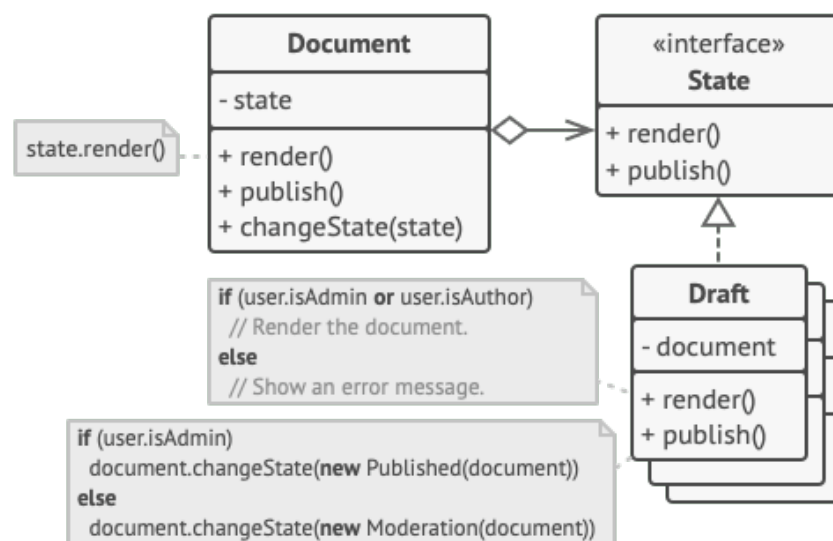 Document
- state
+ render()
+ publish()
+ changeState(state)
«interface»
State
+ render()
+ publish()
state.render()
Draft
- document
+ render()
+ publish()
if (user.isAdmin or user.isAuthor)
// Render the document.
else
// Show an error message.
if (user.isAdmin)
document.changeState(new Published(document))
else
document.changeState(new Moderation(document))